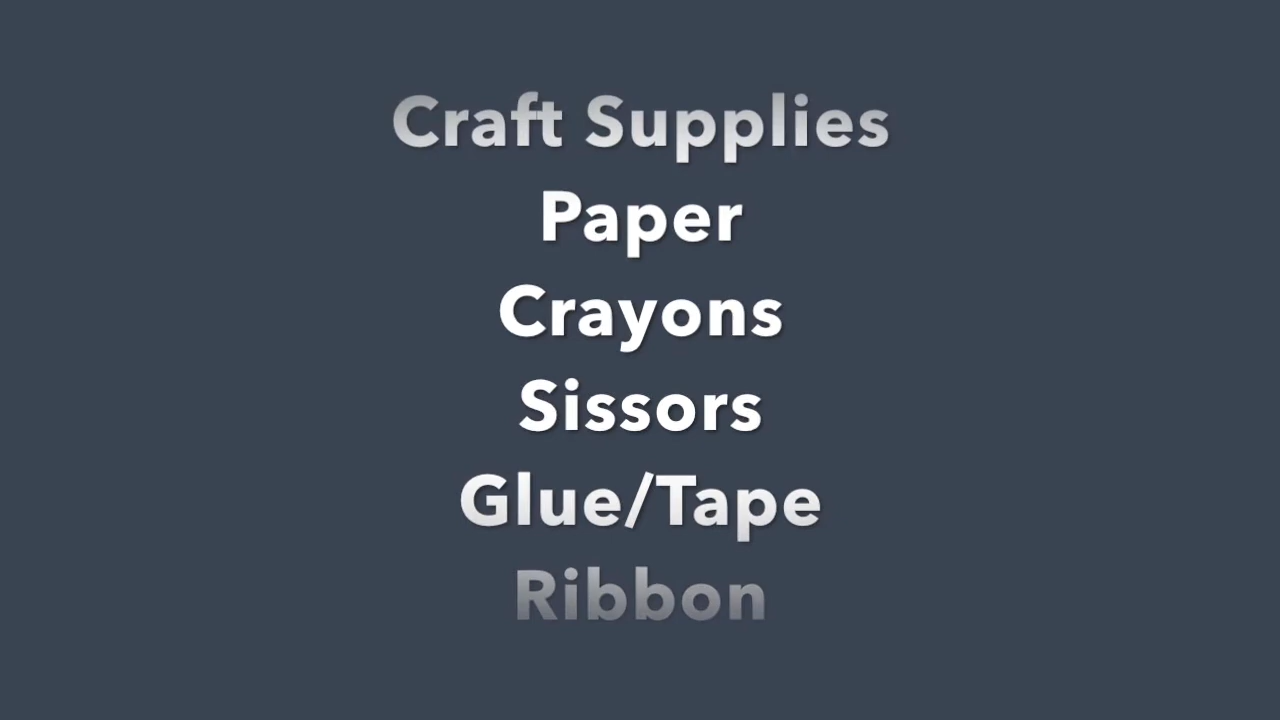 Craft Supplies
Paper
Crayons
Sissors
Glue/Tape
Ribbon